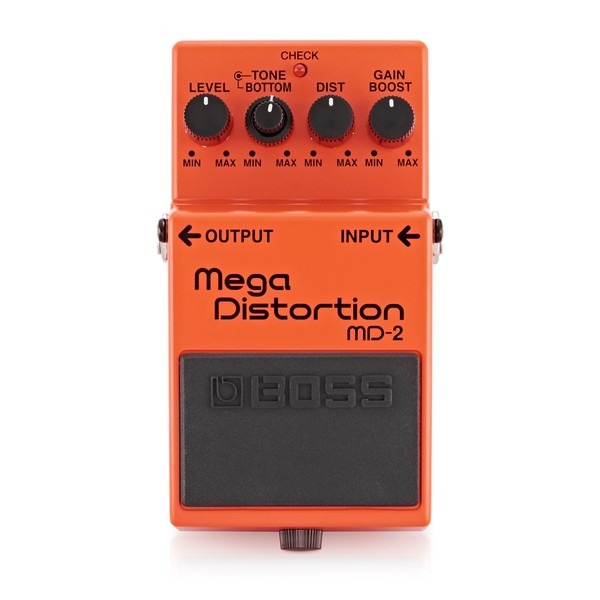 CHECK
LEVEL TONE BOTTOM DIST GAIN BOOST
MIN MAX MIN MAX MIN MAX MIN MAX
OUTPUT INPUT
Mega
Distortion
MD-2
BOSS